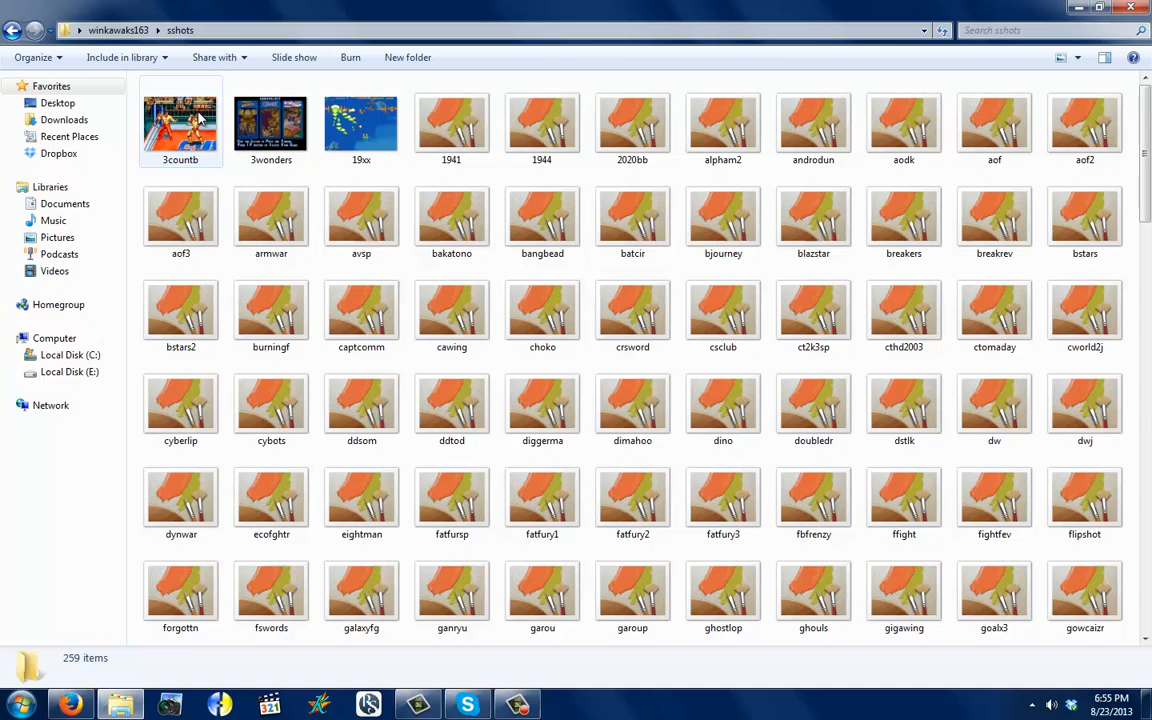 winkawaks163 ▸ sshots
Search sshots
Organize Include in library Share with Slide show Burn New folder
Favorites
Desktop
Downloads
Recent Places
Dropbox
Libraries
Documents
Music
Pictures
Podcasts
Videos
Homegroup
Computer
Local Disk (C:)
Local Disk (E:)
Network
3countb 3wonders 19xx 1941 1944 2020bb alpham2 androdun aodk aof aof2
aof3 armwar avsp bakatono bangbead batcir bjourney blazstar breakers breakrev bstars
bstars2 burningf captcomm cawing choko crsword csclub ct2k3sp cthd2003 ctomaday cworld2j
cyberlip cybots ddsom ddtod diggerma dimahoo dino doubledr dstlk dw dwj
dynwar ecofghtr eightman fatfursp fatfury1 fatfury2 fatfury3 fbfrenzy ffight fightfev flipshot
forgottn fswords galaxyfg ganryu garou garoup ghostlop ghouls gigawing goalx3 gowcaizr
259 items
321
6:55 PM
8/23/2013